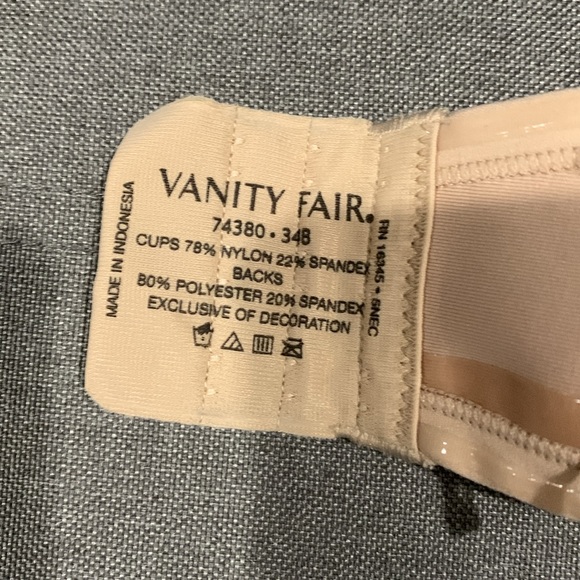 VANITY FAIR®
74380 • 34B
CUPS 78% NYLON 22% SPANDEX
BACKS
80% POLYESTER 20% SPANDEX
EXCLUSIVE OF DECORATION
MADE IN INDONESIA
RN 16345 • 5NEC